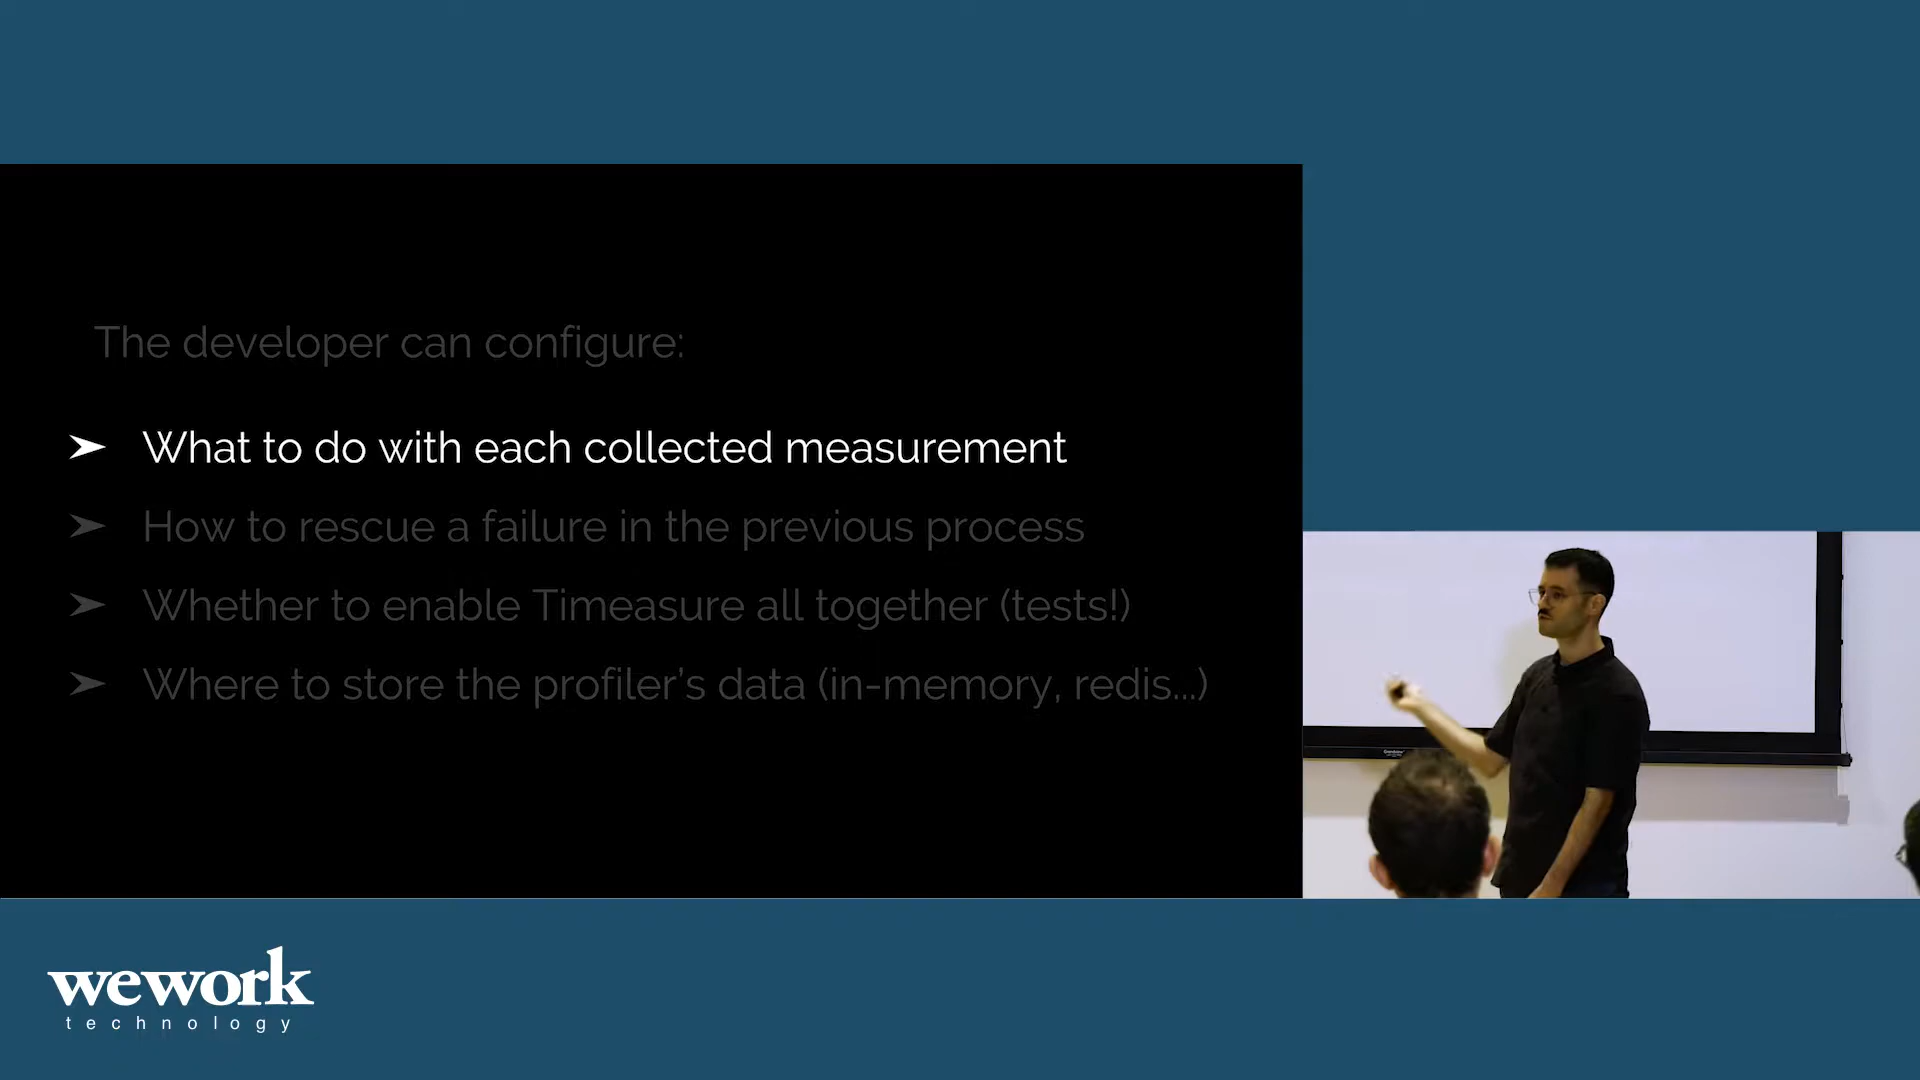 The developer can configure:
➤ What to do with each collected measurement
➤ How to rescue a failure in the previous process
➤ Whether to enable Timeasure all together (tests!)
➤ Where to store the profiler's data (in-memory, redis...)
wework
technology